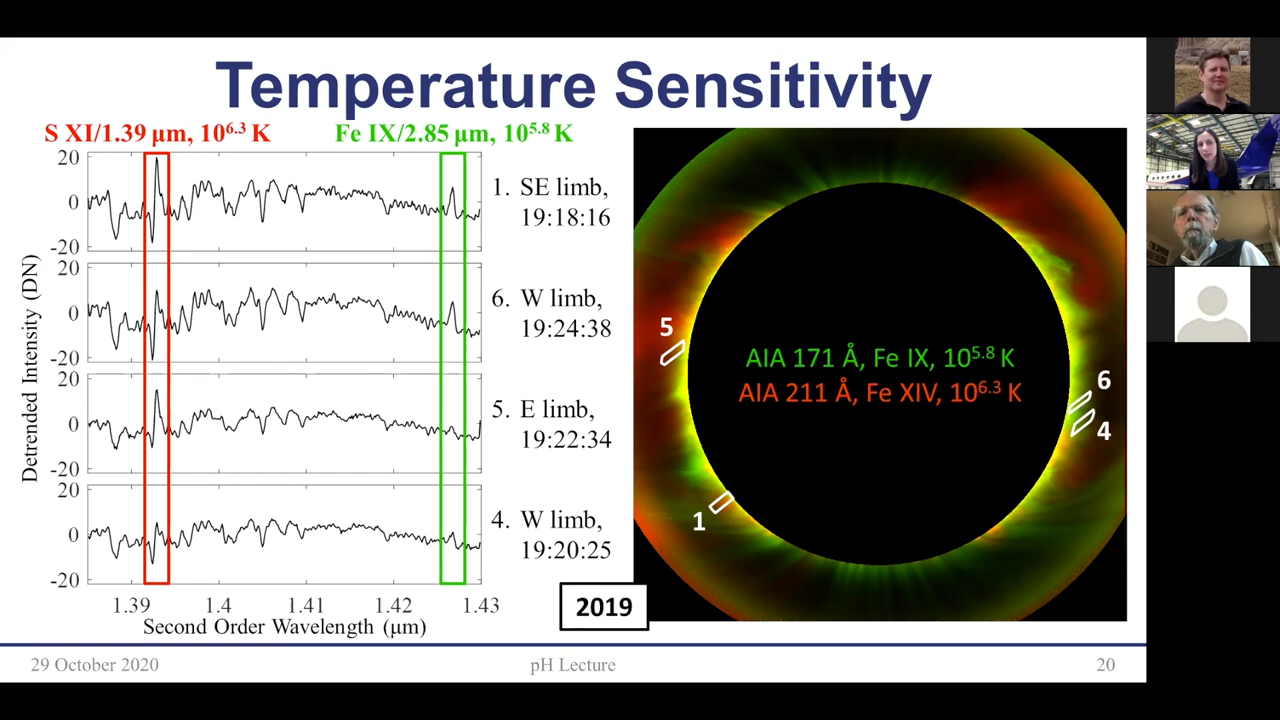 Temperature Sensitivity
S XI/1.39 μm, 10^6.3 K
Fe IX/2.85 μm, 10^5.8 K
20
0
-20
1. SE limb,
19:18:16
20
0
-20
6. W limb,
19:24:38
20
0
-20
5. E limb,
19:22:34
20
0
-20
4. W limb,
19:20:25
Detrended Intensity (DN)
1.39 1.4 1.41 1.42 1.43
Second Order Wavelength (μm)
5
AIA 171 Å, Fe IX, 10^5.8 K
AIA 211 Å, Fe XIV, 10^6.3 K
6
4
1
2019
29 October 2020
pH Lecture
20